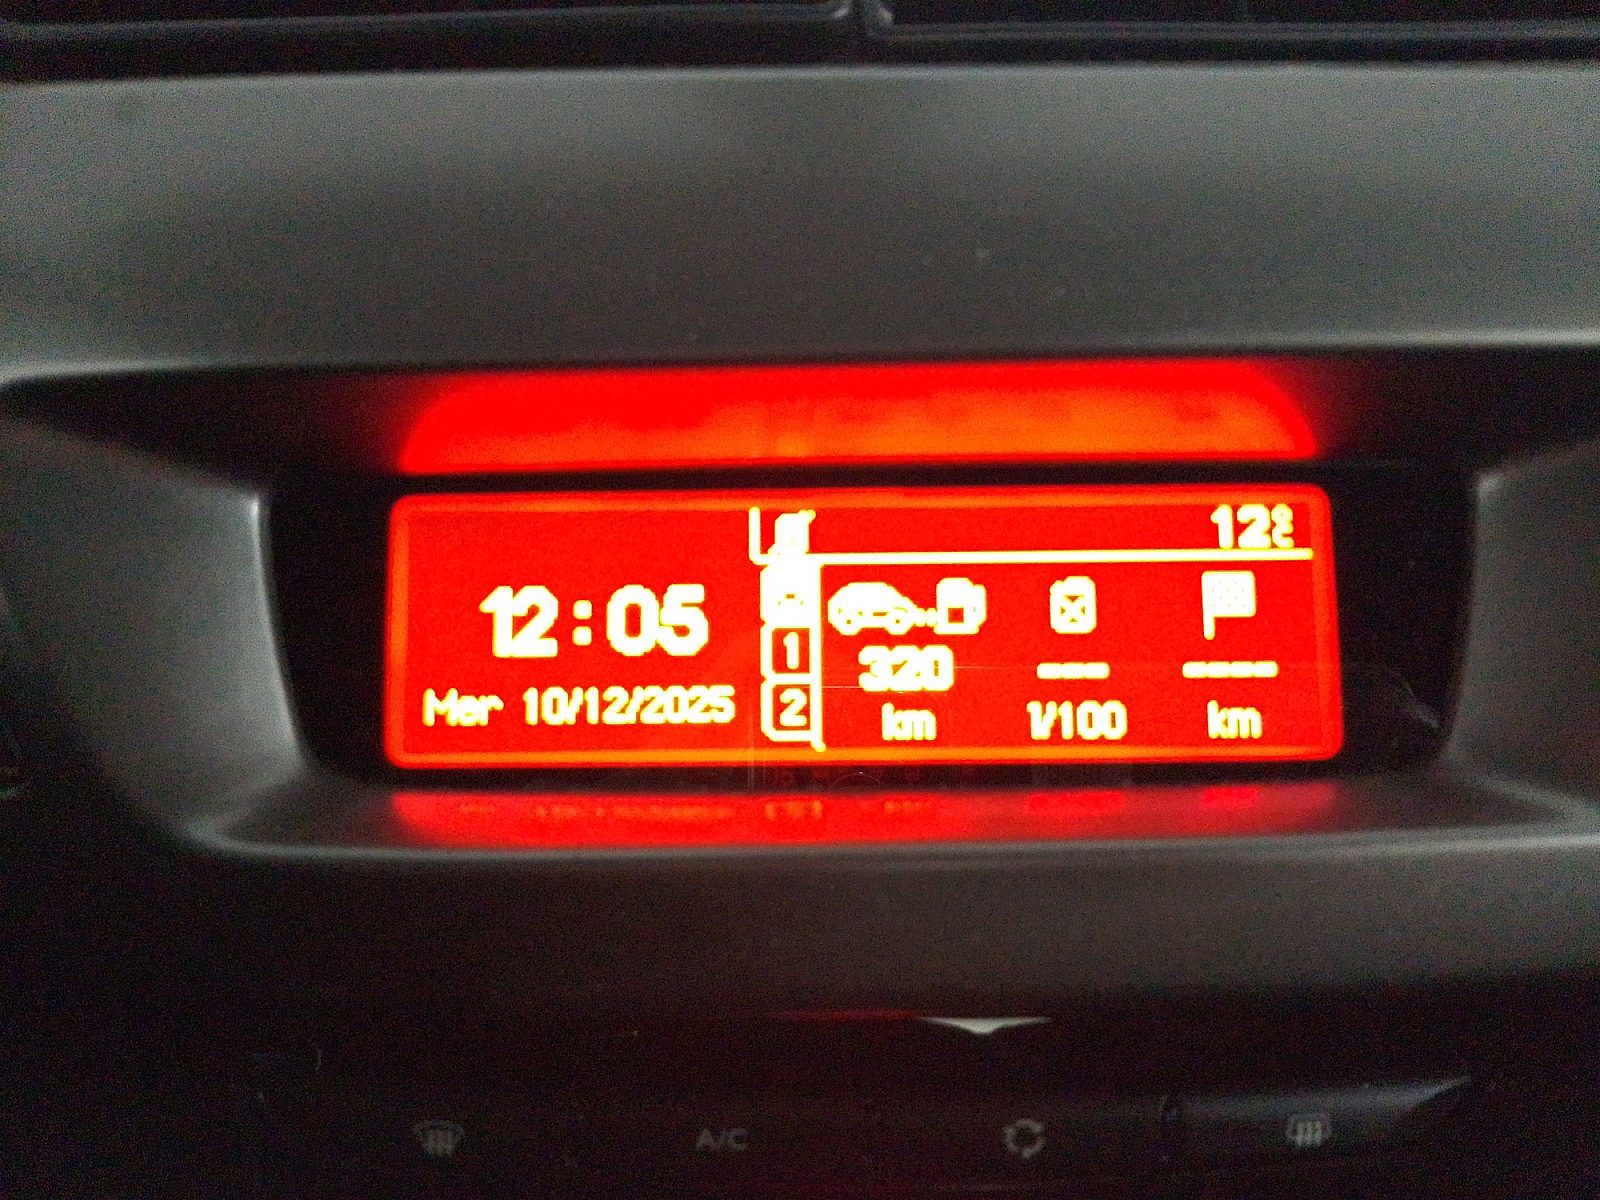 12°C
12:05
Mer 10/12/2025
1
2
320 --- ----
km l/100 km
A/C